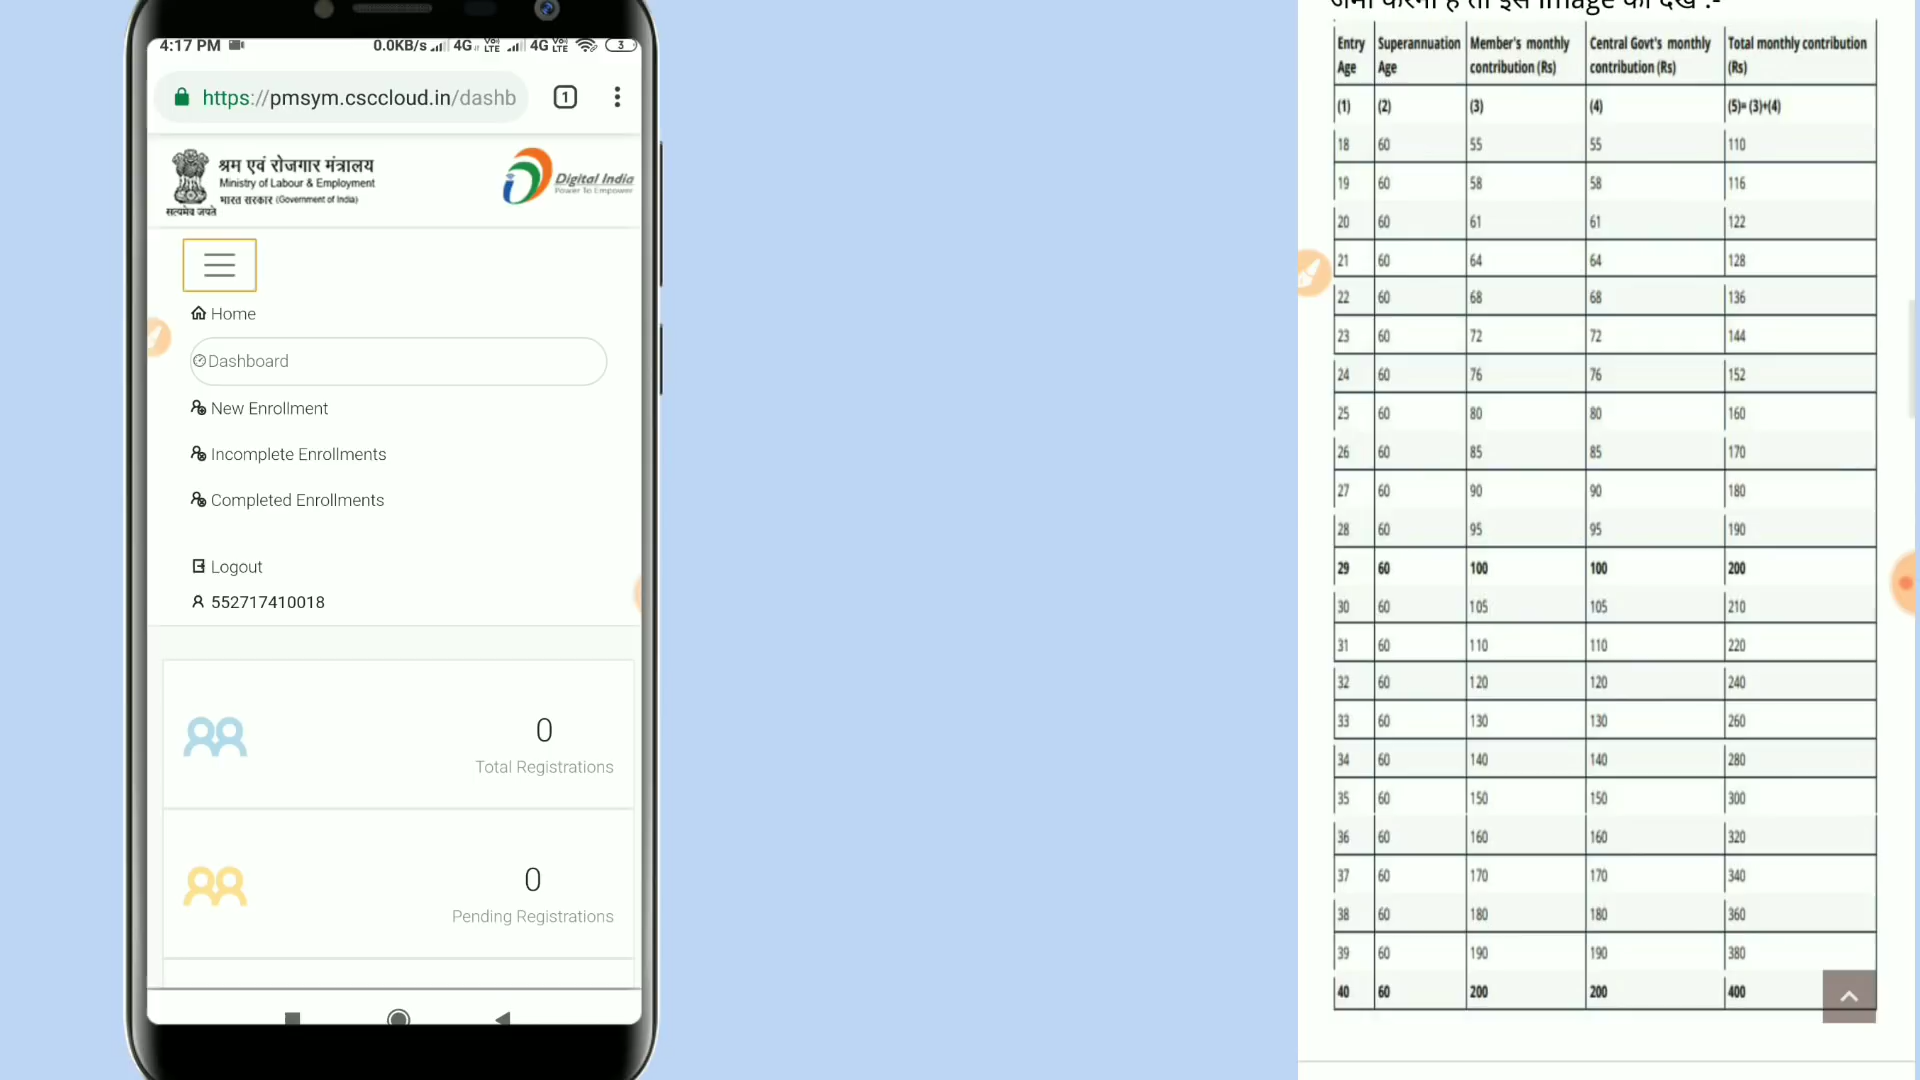 4:17 PM 0.0KB/s 4G VoLTE 4G VoLTE 3
https://pmsym.csccloud.in/dashb 1
श्रम एवं रोजगार मंत्रालय
Ministry of Labour & Employment
भारत सरकार (Government of India)
सत्यमेव जयते
Digital India
Power To Empower
Home
Dashboard
New Enrollment
Incomplete Enrollments
Completed Enrollments
Logout
552717410018
0
Total Registrations
0
Pending Registrations
जमा करना है तो इस Image को देखे :-
Entry Age Superannuation Age Member's monthly contribution (Rs) Central Govt's monthly contribution (Rs) Total monthly contribution (Rs)
(1) (2) (3) (4) (5)= (3)+(4)
18 60 55 55 110
19 60 58 58 116
20 60 61 61 122
21 60 64 64 128
22 60 68 68 136
23 60 72 72 144
24 60 76 76 152
25 60 80 80 160
26 60 85 85 170
27 60 90 90 180
28 60 95 95 190
29 60 100 100 200
30 60 105 105 210
31 60 110 110 220
32 60 120 120 240
33 60 130 130 260
34 60 140 140 280
35 60 150 150 300
36 60 160 160 320
37 60 170 170 340
38 60 180 180 360
39 60 190 190 380
40 60 200 200 400